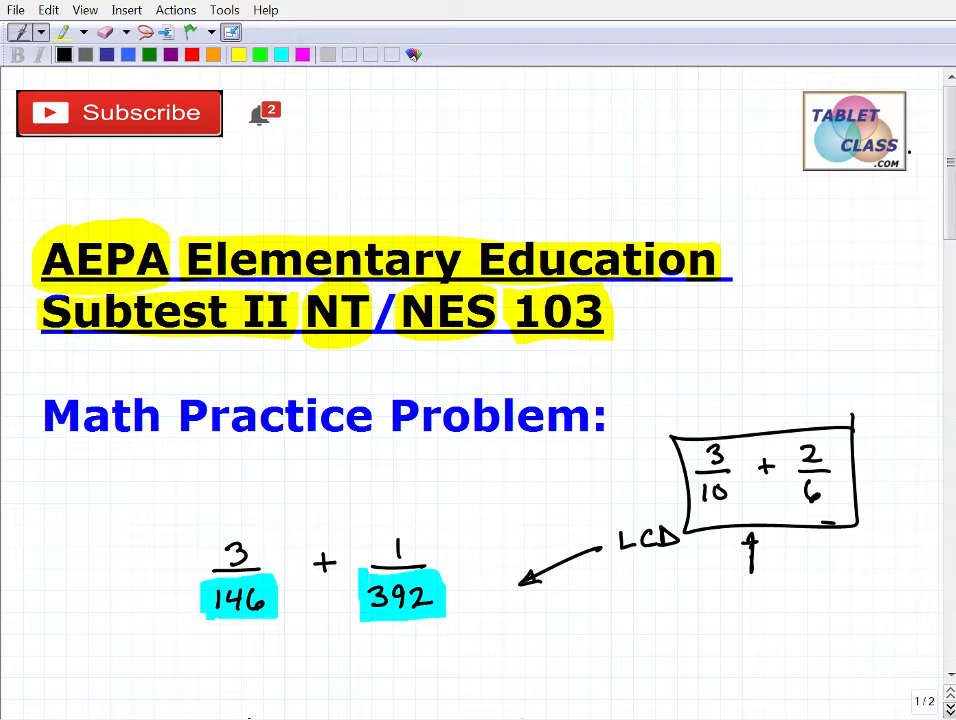 File Edit View Insert Actions Tools Help
B I
Subscribe 2
TABLET
CLASS
.COM
AEPA Elementary Education
Subtest II NT/NES 103
Math Practice Problem:
3/10 + 2/6
LCD
3/146 + 1/392
1 / 2